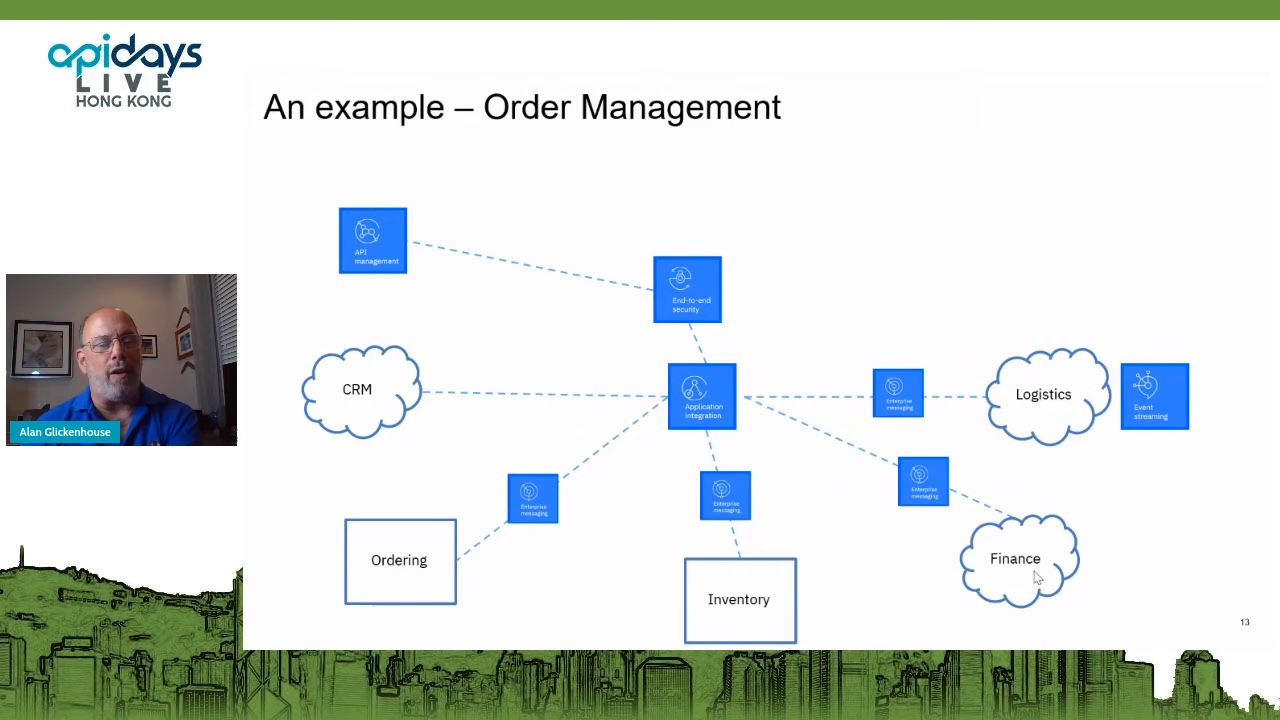 apidays
LIVE
HONG KONG
An example – Order Management
API
management
End-to-end
security
CRM
Application
integration
Enterprise
messaging
Logistics
Event
streaming
Enterprise
messaging
Enterprise
messaging
Enterprise
messaging
Alan Glickenhouse
Ordering
Inventory
Finance
13